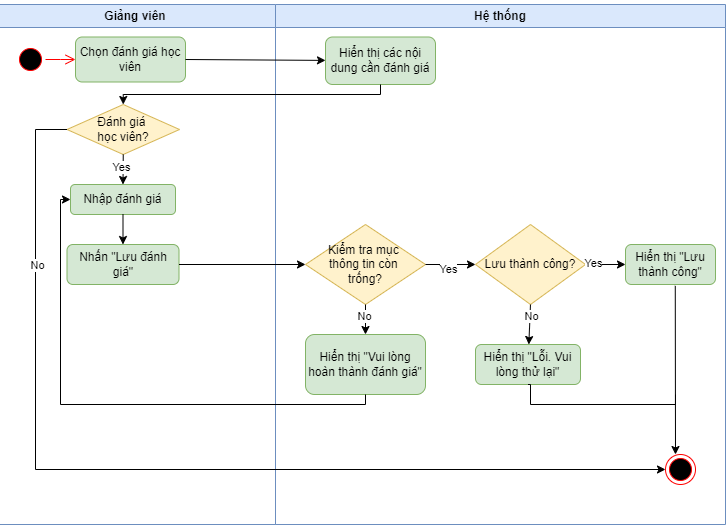 Giảng viên
Hệ thống
Chọn đánh giá học
viên
Hiển thị các nội
dung cần đánh giá
Đánh giá
học viên?
Yes
Nhập đánh giá
Nhấn "Lưu đánh
giá"
No
Kiểm tra mục
thông tin còn
trống?
Yes
Lưu thành công?
Yes
Hiển thị "Lưu
thành công"
No
No
Hiển thị "Vui lòng
hoàn thành đánh giá"
Hiển thị "Lỗi. Vui
lòng thử lại"